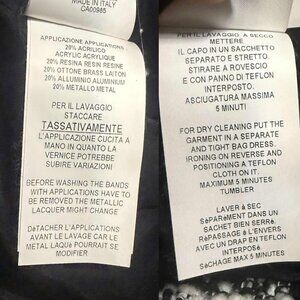 MADE IN ITALY
CA00985
APPLICAZIONE APPLICATIONS
20% ACRILICO
ACRYLIC ACRYLIQUE
20% RESINA RESIN RESINE
20% OTTONE BRASS LAITON
20% ALLUMINIO ALUMINIUM
20% METALLO METAL
PER IL LAVAGGIO
STACCARE
TASSATIVAMENTE
L'APPLICAZIONE CUCITA A
MANO IN QUANTO LA
VERNICE POTREBBE
SUBIRE VARIAZIONI
BEFORE WASHING THE BANDS
WITH APPLICATIONS HAVE TO
BE REMOVED THE METALLIC
LACQUER MIGHT CHANGE
DéTACHER L'APPLICATIONS
AVANT LE LAVAGE CAR LE
METAL LAQUé POURRAIT SE
MODIFIER
PER IL LAVAGGIO A SECCO
METTERE
IL CAPO IN UN SACCHETTO
SEPARATO E STRETTO.
STIRARE A ROVESCIO
E CON PANNO DI TEFLON
INTERPOSTO.
ASCIUGATURA MASSIMA
5 MINUTI
FOR DRY CLEANING PUT THE
GARMENT IN A SEPARATE
AND TIGHT BAG DRESS.
IRONING ON REVERSE AND
POSITIONING A TEFLON
CLOTH ON IT.
MAXIMUM 5 MINUTES
TUMBLER
LAVER à SEC
SéPARéMENT DANS UN
SACHET BIEN SERRé.
RéPASSAGE à L'ENVERS
AVEC UN DRAP EN TEFLON
INTERPOSé
SéCHAGE MAX 5 MINUTES